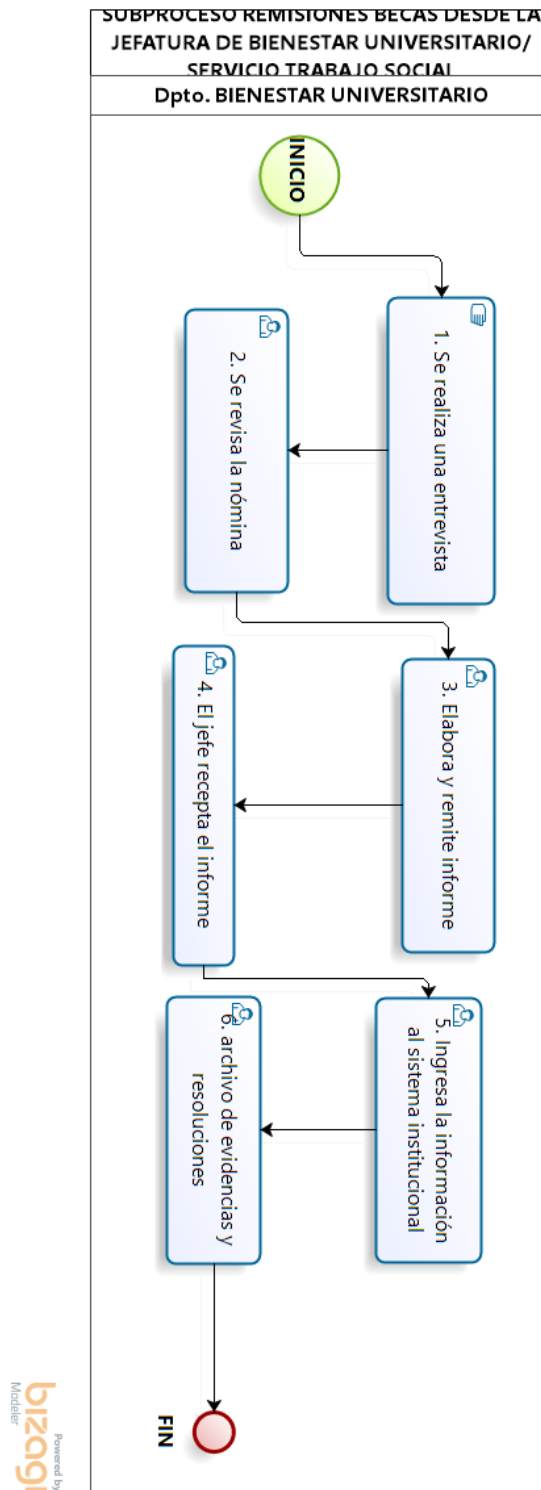 SUBPROCESO REMISIONES BECAS DESDE LA
JEFATURA DE BIENESTAR UNIVERSITARIO/
SERVICIO TRABAJO SOCIAL
Dpto. BIENESTAR UNIVERSITARIO
INICIO
1. Se realiza una entrevista
2. Se revisa la nómina
3. Elabora y remite informe
4. El jefe recepta el informe
5. Ingresa la información
al sistema institucional
6. archivo de evidencias y
resoluciones
FIN
Powered by
bizagi
Modeler